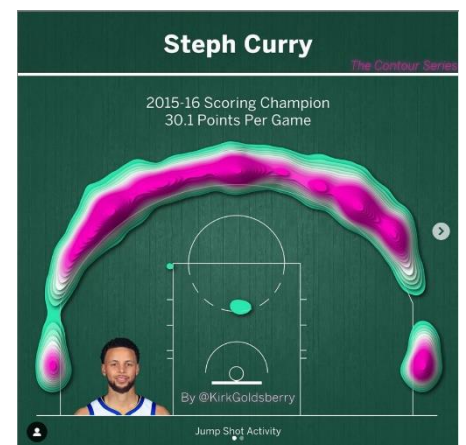 Steph Curry
The Contour Series
2015-16 Scoring Champion
30.1 Points Per Game
By @KirkGoldsberry
Jump Shot Activity